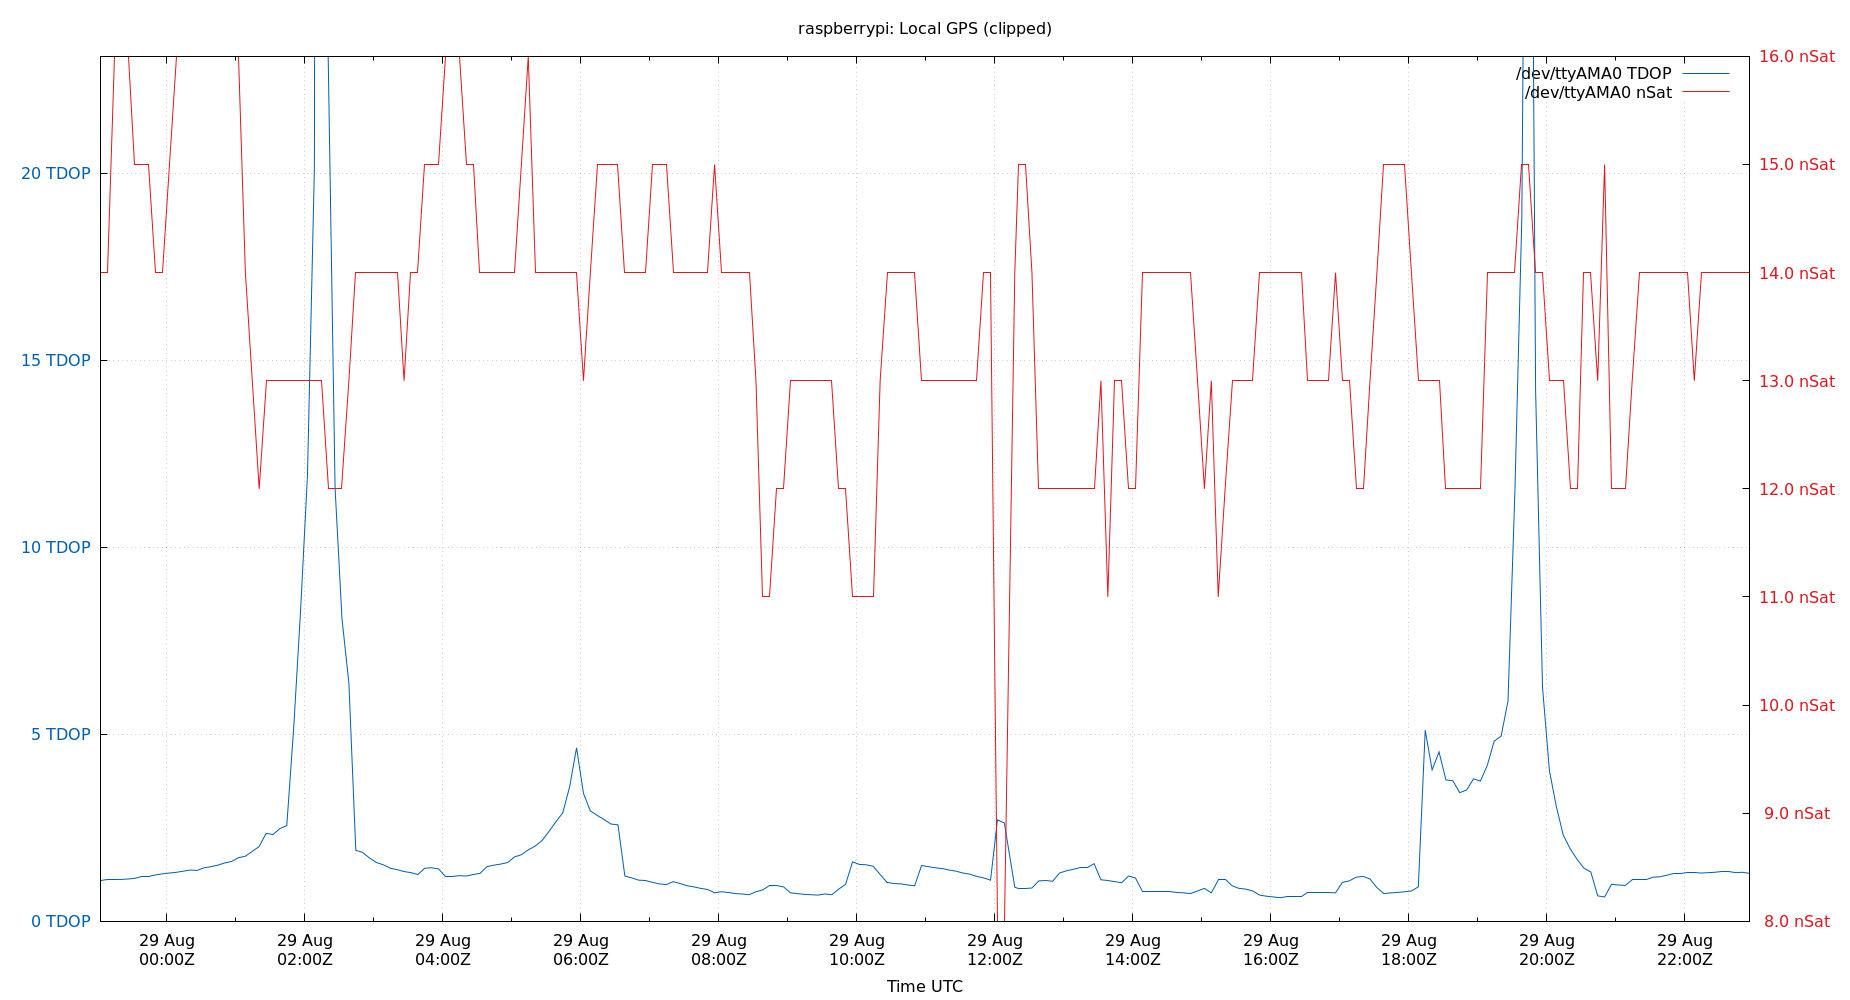 raspberrypi: Local GPS (clipped)
/dev/ttyAMA0 TDOP
/dev/ttyAMA0 nSat
20 TDOP
15 TDOP
10 TDOP
5 TDOP
0 TDOP
16.0 nSat
15.0 nSat
14.0 nSat
13.0 nSat
12.0 nSat
11.0 nSat
10.0 nSat
9.0 nSat
8.0 nSat
29 Aug 29 Aug 29 Aug 29 Aug 29 Aug 29 Aug 29 Aug 29 Aug 29 Aug 29 Aug 29 Aug 29 Aug
00:00Z 02:00Z 04:00Z 06:00Z 08:00Z 10:00Z 12:00Z 14:00Z 16:00Z 18:00Z 20:00Z 22:00Z
Time UTC